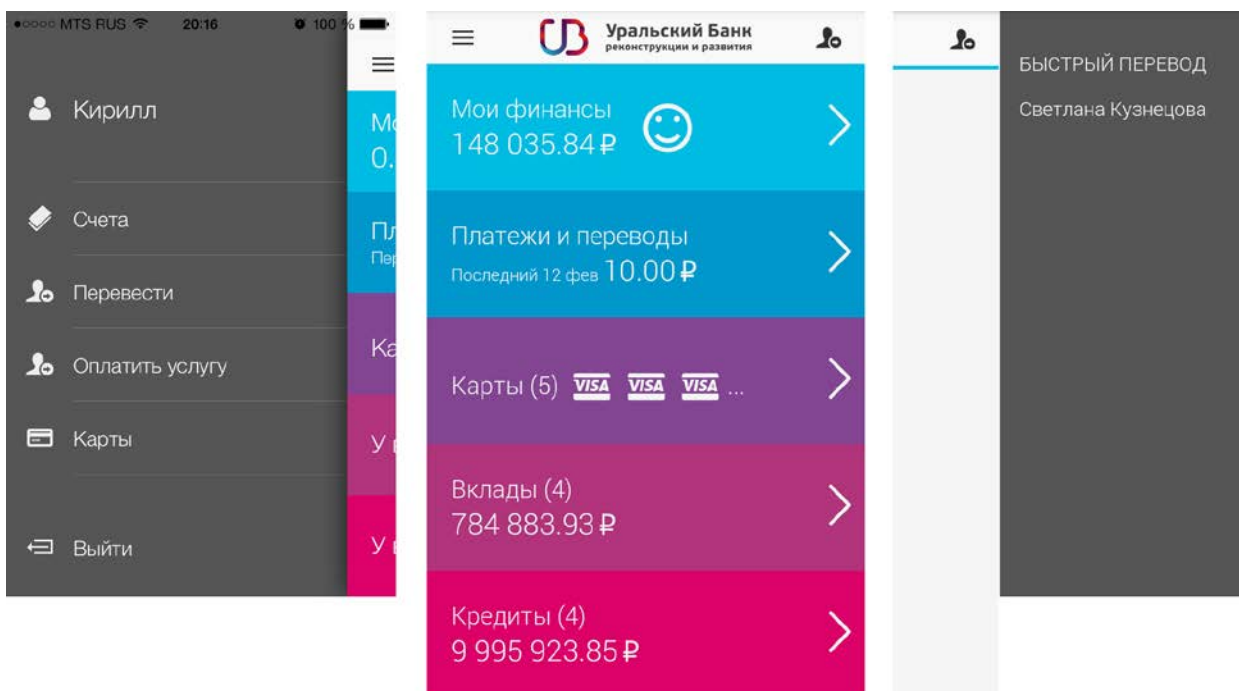 MTS RUS 20:16 100 %
Кирилл
Счета
Перевести
Оплатить услугу
Карты
Выйти
0.
Ка
У
У
Уральский Банк
реконструкции и развития
Мои финансы
148 035.84 ₽
Платежи и переводы
Последний 12 фев 10.00 ₽
Карты (5) VISA VISA VISA ...
Вклады (4)
784 883.93 ₽
Кредиты (4)
9 995 923.85 ₽
БЫСТРЫЙ ПЕРЕВОД
Светлана Кузнецова